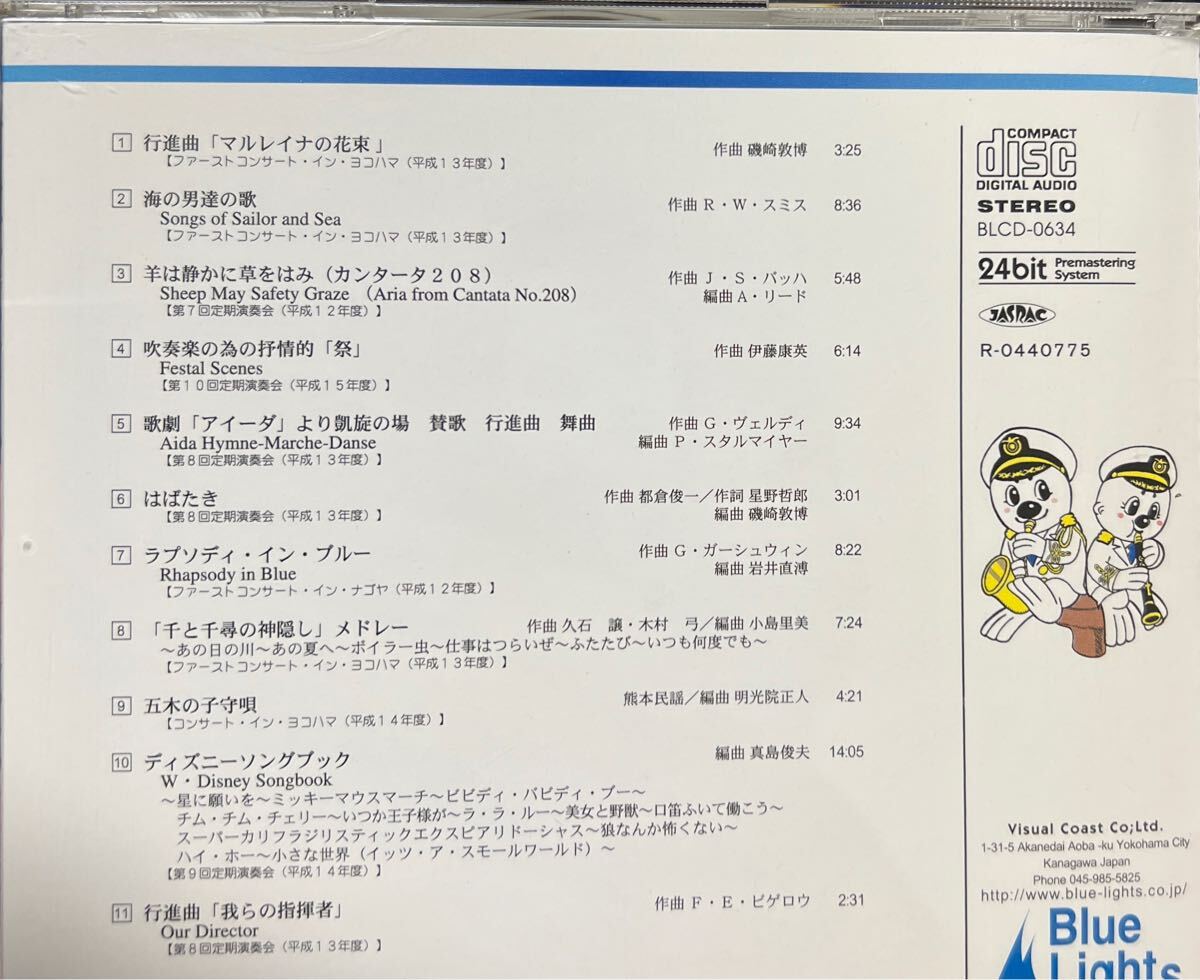 1 行進曲「マルレイナの花束」 作曲 磯崎敦博 3:25
【ファーストコンサート・イン・ヨコハマ（平成１３年度）】
2 海の男達の歌 作曲 Ｒ・Ｗ・スミス 8:36
Songs of Sailor and Sea
【ファーストコンサート・イン・ヨコハマ（平成１３年度）】
3 羊は静かに草をはみ（カンタータ２０８） 作曲 Ｊ・Ｓ・バッハ 5:48
Sheep May Safety Graze （Aria from Cantata No.208） 編曲 Ａ・リード
【第７回定期演奏会（平成１２年度）】
4 吹奏楽の為の抒情的「祭」 作曲 伊藤康英 6:14
Festal Scenes
【第１０回定期演奏会（平成１５年度）】
5 歌劇「アイーダ」より凱旋の場　賛歌　行進曲　舞曲 作曲 Ｇ・ヴェルディ 9:34
Aida Hymne-Marche-Danse 編曲 Ｐ・スタルマイヤー
【第８回定期演奏会（平成１３年度）】
6 はばたき 作曲 都倉俊一／作詞 星野哲郎 3:01
【第８回定期演奏会（平成１３年度）】 編曲 磯崎敦博
7 ラプソディ・イン・ブルー 作曲 Ｇ・ガーシュウィン 8:22
Rhapsody in Blue 編曲 岩井直溥
【ファーストコンサート・イン・ナゴヤ（平成１２年度）】
8 「千と千尋の神隠し」メドレー 作曲 久石　譲・木村　弓／編曲 小島里美 7:24
〜あの日の川〜あの夏へ〜ボイラー虫〜仕事はつらいぜ〜ふたたび〜いつも何度でも〜
【ファーストコンサート・イン・ヨコハマ（平成１３年度）】
9 五木の子守唄 熊本民謡／編曲 明光院正人 4:21
【コンサート・イン・ヨコハマ（平成１４年度）】
10 ディズニーソングブック 編曲 真島俊夫 14:05
W・Disney Songbook
〜星に願いを〜ミッキーマウスマーチ〜ビビディ・バビディ・ブー〜
チム・チム・チェリー〜いつか王子様が〜ラ・ラ・ルー〜美女と野獣〜口笛ふいて働こう〜
スーパーカリフラジリスティックエクスピアリドーシャス〜狼なんか怖くない〜
ハイ・ホー〜小さな世界（イッツ・ア・スモールワールド）〜
【第９回定期演奏会（平成１４年度）】
11 行進曲「我らの指揮者」 作曲 Ｆ・Ｅ・ビゲロウ 2:31
Our Director
【第８回定期演奏会（平成１３年度）】
COMPACT
disc
DIGITAL AUDIO
STEREO
BLCD-0634
24bit Premastering System
JASRAC
R-0440775
Visual Coast Co;Ltd.
1-31-5 Akanedai Aoba -ku Yokohama City
Kanagawa Japan
Phone 045-985-5825
http://www.blue-lights.co.jp/
Blue
Lights